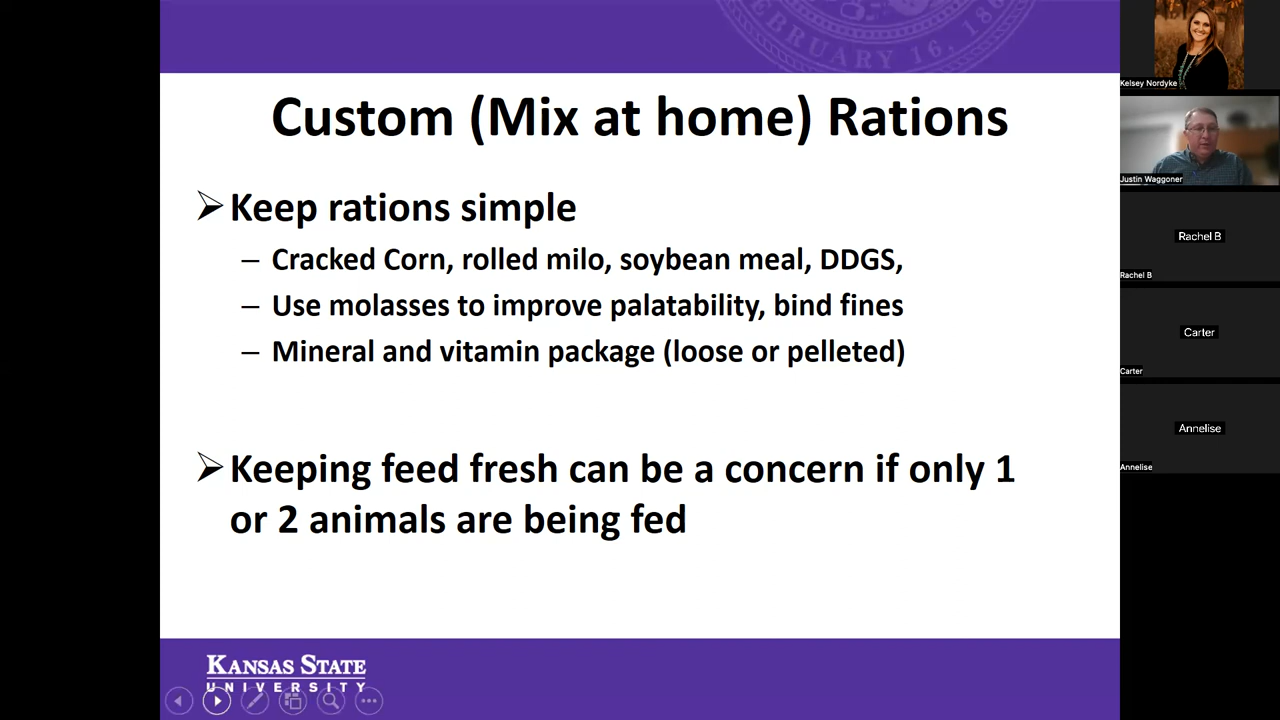 FEBRUARY 16, 186
Custom (Mix at home) Rations
Keep rations simple
– Cracked Corn, rolled milo, soybean meal, DDGS,
– Use molasses to improve palatability, bind fines
– Mineral and vitamin package (loose or pelleted)
Keeping feed fresh can be a concern if only 1
or 2 animals are being fed
KANSAS STATE
UNIVERSITY
Kelsey Nordyke
Justin Waggoner
Rachel B
Rachel B
Carter
Carter
Annelise
Annelise